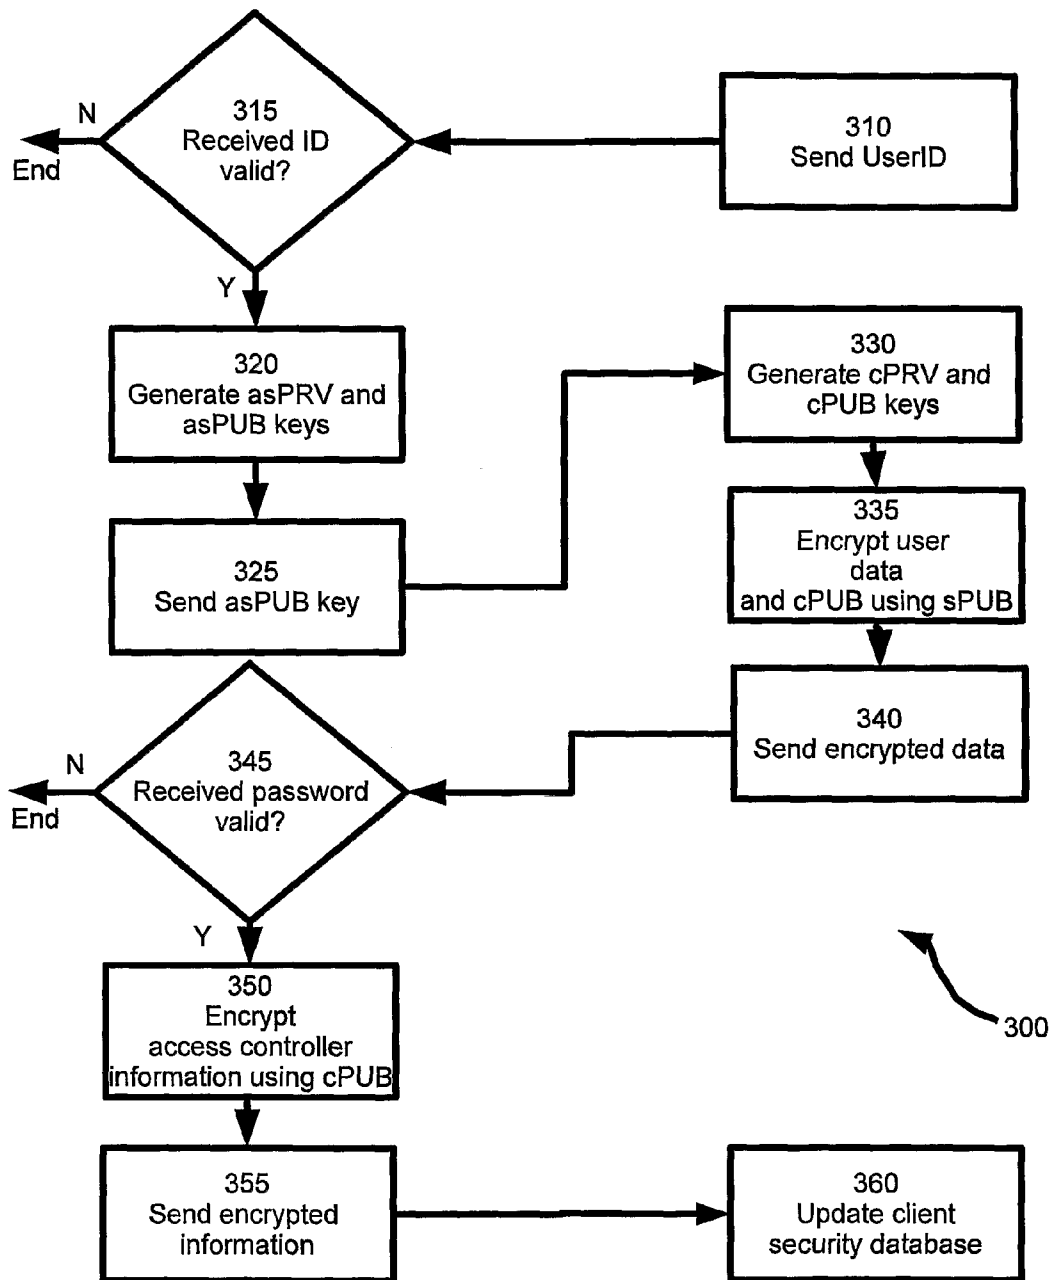 315
Received ID
valid?
N
End
310
Send UserID
Y
320
Generate asPRV and
asPUB keys
330
Generate cPRV and
cPUB keys
325
Send asPUB key
335
Encrypt user
data
and cPUB using sPUB
340
Send encrypted data
345
Received password
valid?
N
End
Y
350
Encrypt
access controller
information using cPUB
300
355
Send encrypted
information
360
Update client
security database